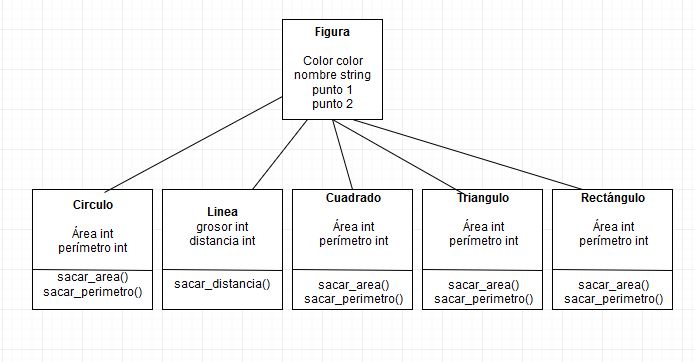 Figura
Color color
nombre string
punto 1
punto 2
Circulo
Área int
perímetro int
sacar_area()
sacar_perimetro()
Linea
grosor int
distancia int
sacar_distancia()
Cuadrado
Área int
perímetro int
sacar_area()
sacar_perimetro()
Triangulo
Área int
perímetro int
sacar_area()
sacar_perimetro()
Rectángulo
Área int
perímetro int
sacar_area()
sacar_perimetro()